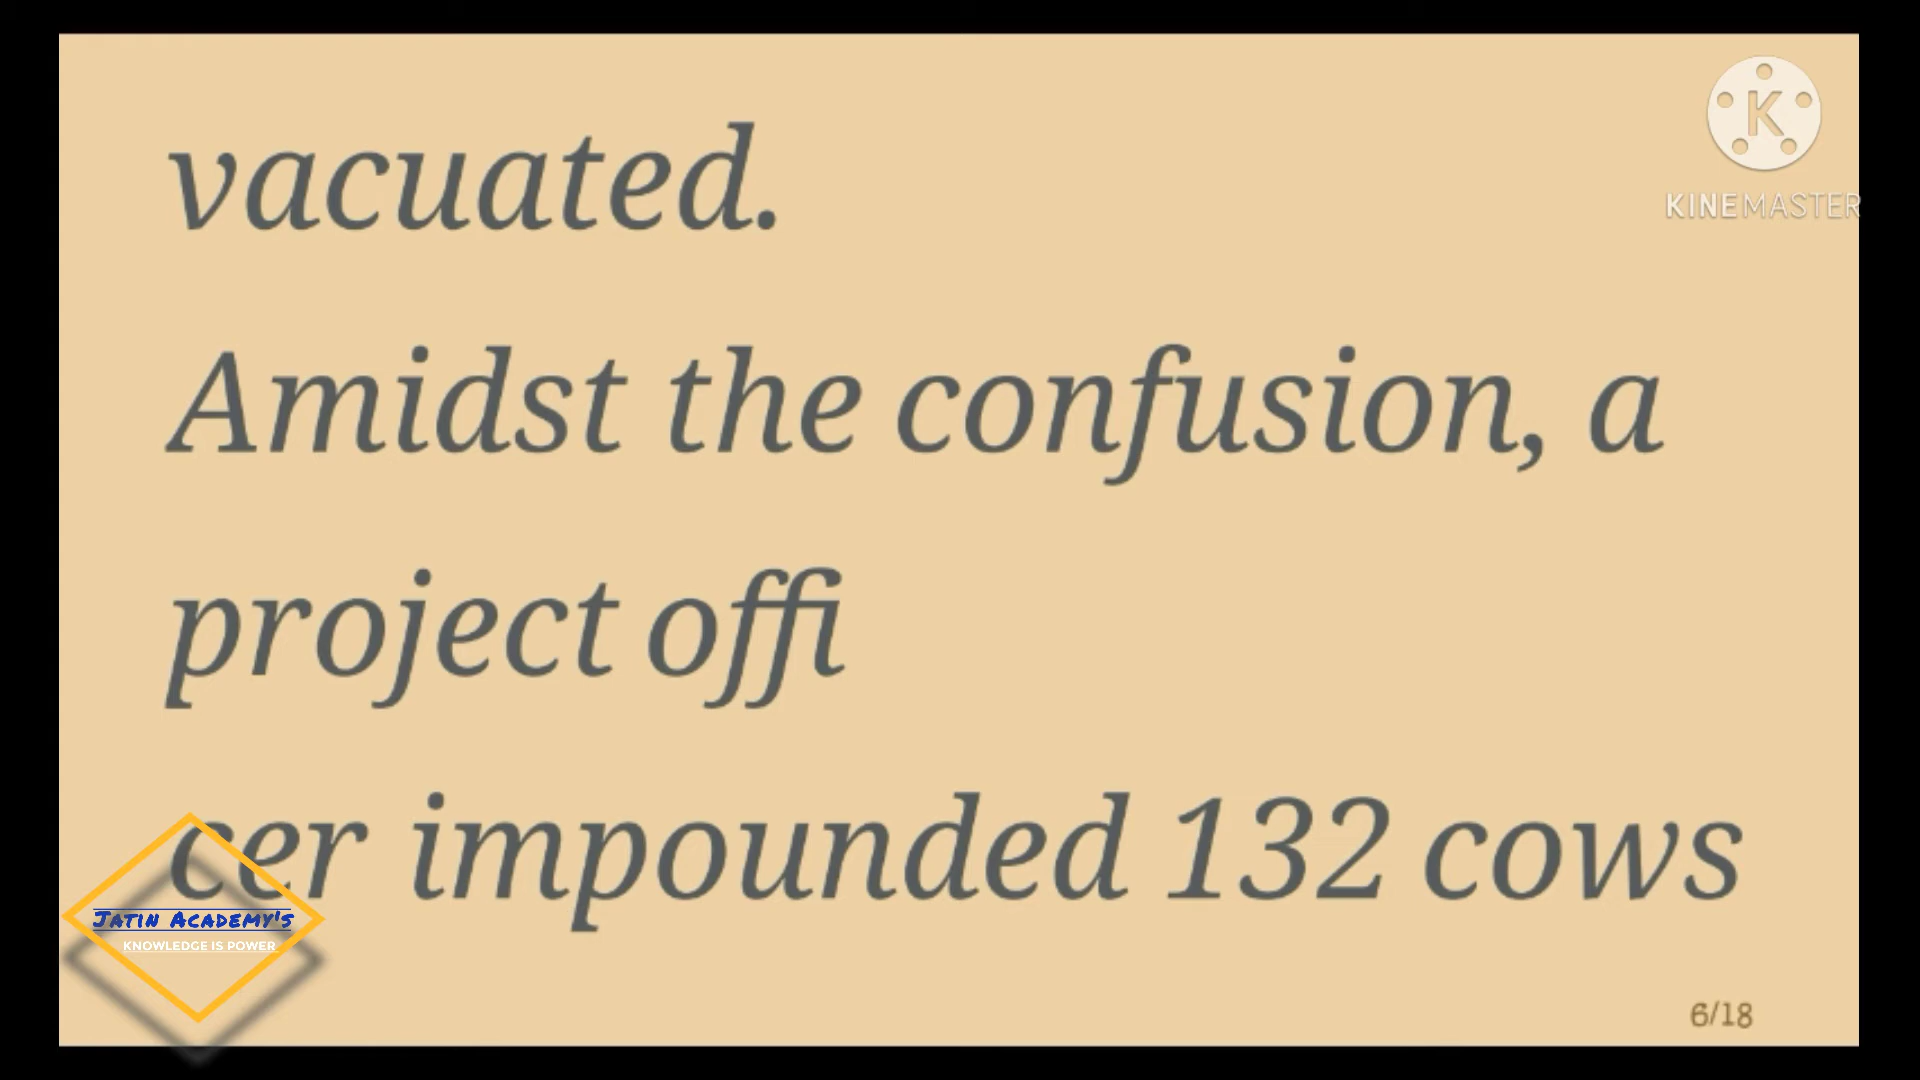 vacuated.
Amidst the confusion, a
project offi
cer impounded 132 cows
K
KINEMASTER
JATIN ACADEMY'S
KNOWLEDGE IS POWER
6/18